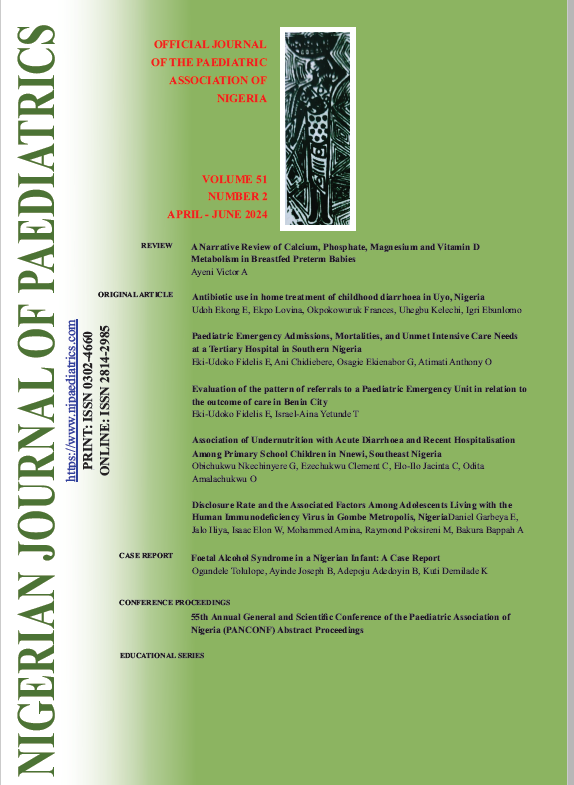 NIGERIAN JOURNAL OF PAEDIATRICS
https://www.njpaediatrics.com
PRINT: ISSN 0302-4660
ONLINE: ISSN 2814-2985
OFFICIAL JOURNAL
OF THE PAEDIATRIC
ASSOCIATION OF
NIGERIA
VOLUME 51
NUMBER 2
APRIL - JUNE 2024
REVIEW
A Narrative Review of Calcium, Phosphate, Magnesium and Vitamin D
Metabolism in Breastfed Preterm Babies
Ayeni Victor A
ORIGINAL ARTICLE
Antibiotic use in home treatment of childhood diarrhoea in Uyo, Nigeria
Udoh Ekong E, Ekpo Lovina, Okpokowuruk Frances, Uhegbu Kelechi, Igri Ebunlomo
Paediatric Emergency Admissions, Mortalities, and Unmet Intensive Care Needs
at a Tertiary Hospital in Southern Nigeria
Eki-Udoko Fidelis E, Ani Chidiebere, Osagie Ekienabor G, Atimati Anthony O
Evaluation of the pattern of referrals to a Paediatric Emergency Unit in relation to
the outcome of care in Benin City
Eki-Udoko Fidelis E, Israel-Aina Yetunde T
Association of Undernutrition with Acute Diarrhoea and Recent Hospitalisation
Among Primary School Children in Nnewi, Southeast Nigeria
Obichukwu Nkechinyere G, Ezechukwu Clement C, Elo-Ilo Jacinta C, Odita
Amalachukwu O
Disclosure Rate and the Associated Factors Among Adolescents Living with the
Human Immunodeficiency Virus in Gombe Metropolis, NigeriaDaniel Garbeya E,
Jalo Iliya, Isaac Elon W, Mohammed Amina, Raymond Poksireni M, Bakura Bappah A
CASE REPORT
Foetal Alcohol Syndrome in a Nigerian Infant: A Case Report
Ogundele Tolulope, Ayinde Joseph B, Adepoju Adedoyin B, Kuti Demilade K
CONFERENCE PROCEEDINGS
55th Annual General and Scientific Conference of the Paediatric Association of
Nigeria (PANCONF) Abstract Proceedings
EDUCATIONAL SERIES